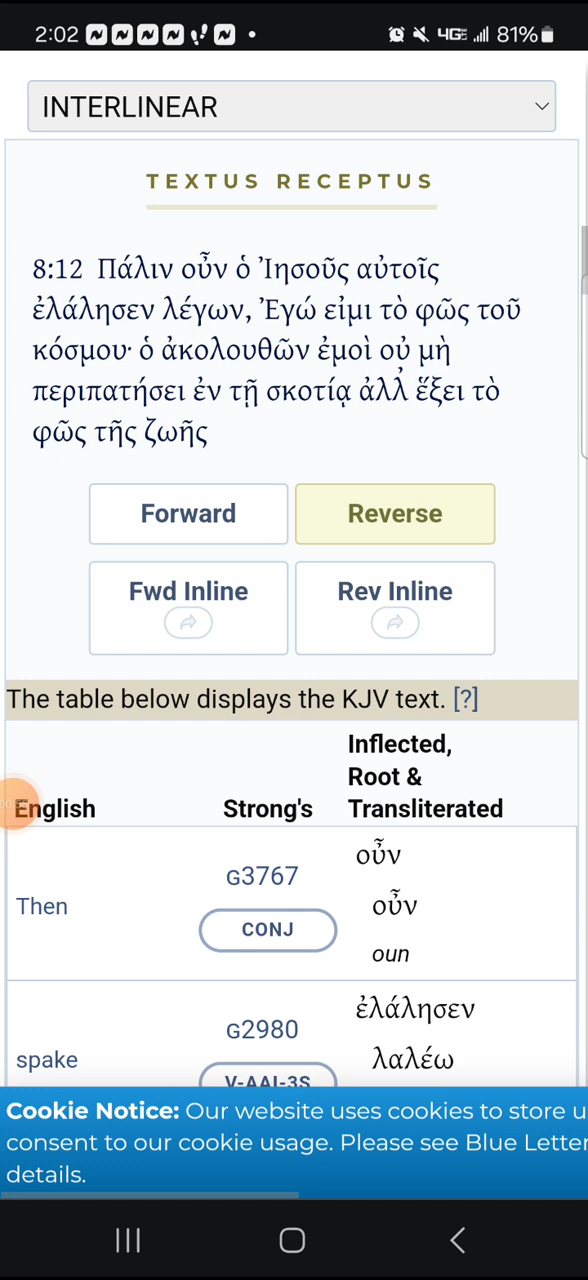 2:02 81%
INTERLINEAR
TEXTUS RECEPTUS
8:12 Πάλιν οὖν ὁ Ἰησοῦς αὐτοῖς
ἐλάλησεν λέγων, Ἐγώ εἰμι τὸ φῶς τοῦ
κόσμου· ὁ ἀκολουθῶν ἐμοὶ οὐ μὴ
περιπατήσει ἐν τῇ σκοτίᾳ ἀλλ̓ ἕξει τὸ
φῶς τῆς ζωῆς
Forward Reverse
Fwd Inline Rev Inline
The table below displays the KJV text. [?]
English Strong's Inflected,
Root &
Transliterated
Then G3767 οὖν
CONJ οὖν
oun
spake G2980 ἐλάλησεν
V-AAI-3S λαλέω
Cookie Notice: Our website uses cookies to store u
consent to our cookie usage. Please see Blue Letter
details.